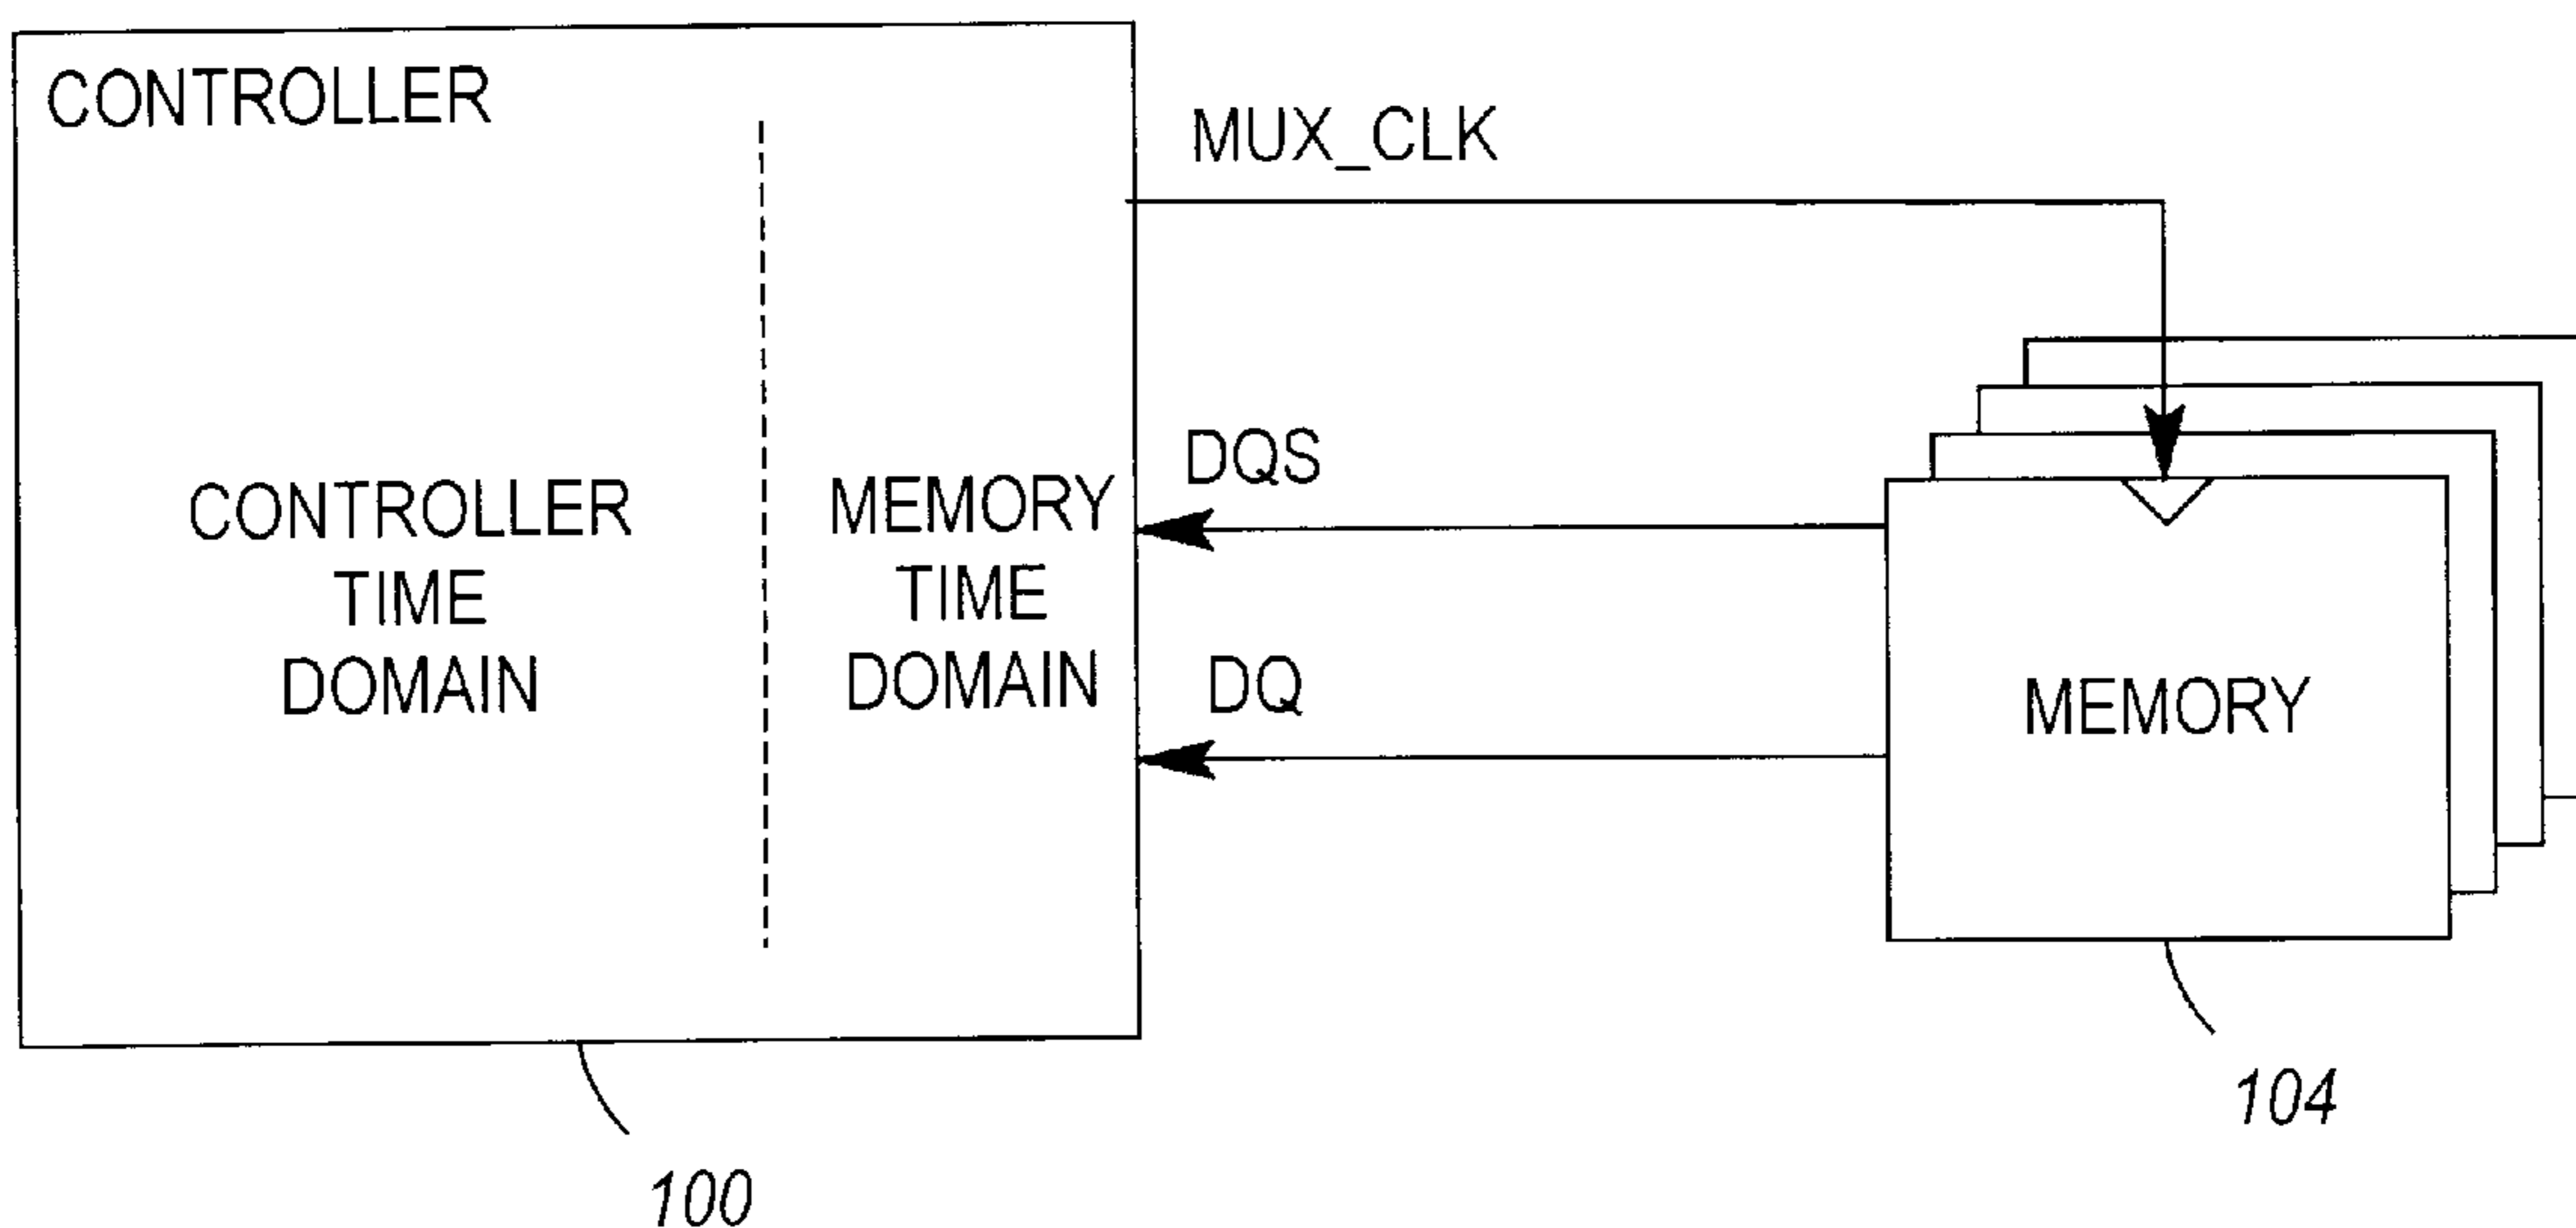 CONTROLLER
MUX_CLK
CONTROLLER
TIME
DOMAIN
MEMORY
TIME
DOMAIN
DQS
DQ
MEMORY
104
100